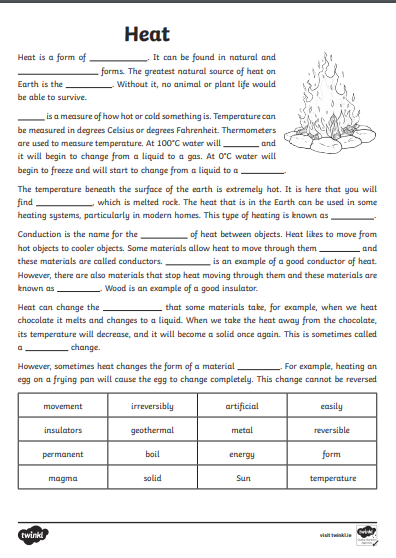 Heat
Heat is a form of ____________. It can be found in natural and
________________ forms. The greatest natural source of heat on
Earth is the __________. Without it, no animal or plant life would
be able to survive.
_____ is a measure of how hot or cold something is. Temperature can
be measured in degrees Celsius or degrees Fahrenheit. Thermometers
are used to measure temperature. At 100°C water will ________ and
it will begin to change from a liquid to a gas. At 0°C water will
begin to freeze and will start to change from a liquid to a _________.
The temperature beneath the surface of the earth is extremely hot. It is here that you will
find ____________, which is melted rock. The heat that is in the Earth can be used in some
heating systems, particularly in modern homes. This type of heating is known as _________.
Conduction is the name for the __________ of heat between objects. Heat likes to move from
hot objects to cooler objects. Some materials allow heat to move through them ________ and
these materials are called conductors. _________ is an example of a good conductor of heat.
However, there are also materials that stop heat moving through them and these materials are
known as _________. Wood is an example of a good insulator.
Heat can change the ____________ that some materials take, for example, when we heat
chocolate it melts and changes to a liquid. When we take the heat away from the chocolate,
its temperature will decrease, and it will become a solid once again. This is sometimes called
a _________ change.
However, sometimes heat changes the form of a material _________. For example, heating an
egg on a frying pan will cause the egg to change completely. This change cannot be reversed
movement irreversibly artificial easily
insulators geothermal metal reversible
permanent boil energy form
magma solid Sun temperature
twinkl
visit twinkl.ie